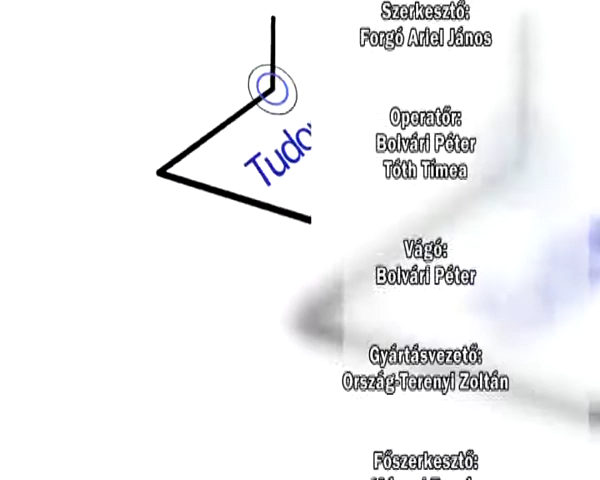 Szerkesztő:
Forgó Ariel János
Operatőr:
Bolvári Péter
Tóth Tímea
Vágó:
Bolvári Péter
Gyártásvezető:
Ország-Terenyi Zoltán
Főszerkesztő: